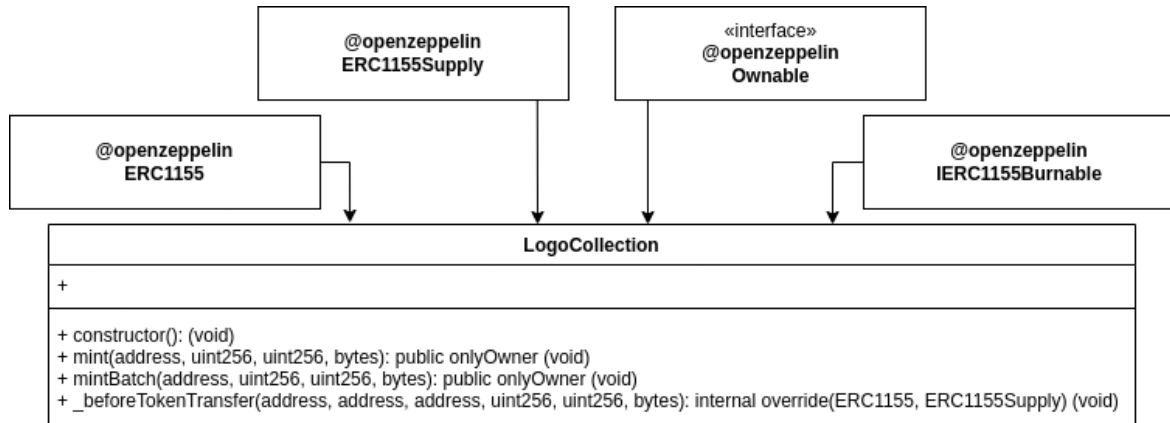 @openzeppelin
ERC1155Supply
«interface»
@openzeppelin
Ownable
@openzeppelin
ERC1155
@openzeppelin
IERC1155Burnable
LogoCollection
+
+ constructor(): (void)
+ mint(address, uint256, uint256, bytes): public onlyOwner (void)
+ mintBatch(address, uint256, uint256, bytes): public onlyOwner (void)
+ _beforeTokenTransfer(address, address, address, uint256, uint256, bytes): internal override(ERC1155, ERC1155Supply) (void)